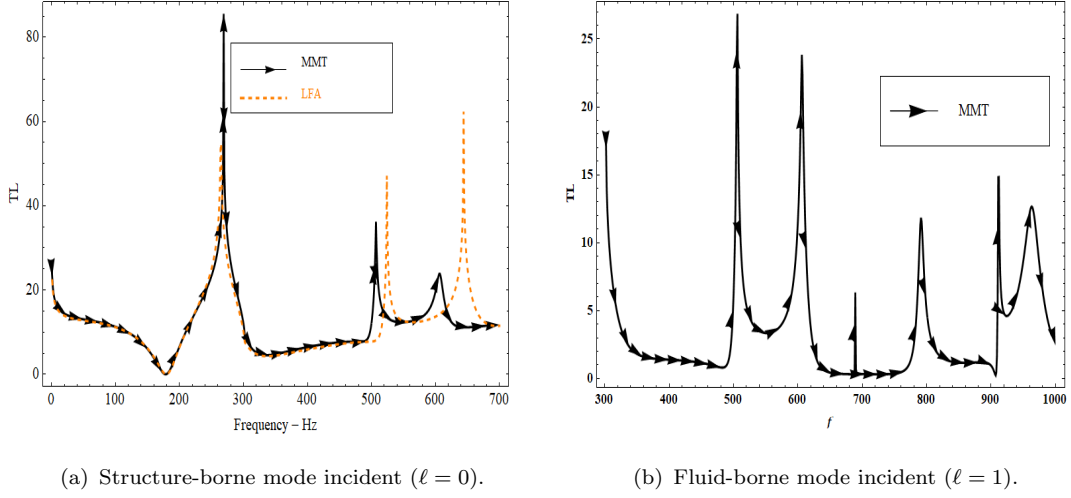 80
60
40
20
0
TL
MMT
LFA
0 100 200 300 400 500 600 700
Frequency – Hz
25
20
15
10
5
0
TL
MMT
300 400 500 600 700 800 900 1000
f
(a) Structure-borne mode incident (ℓ = 0).
(b) Fluid-borne mode incident (ℓ = 1).